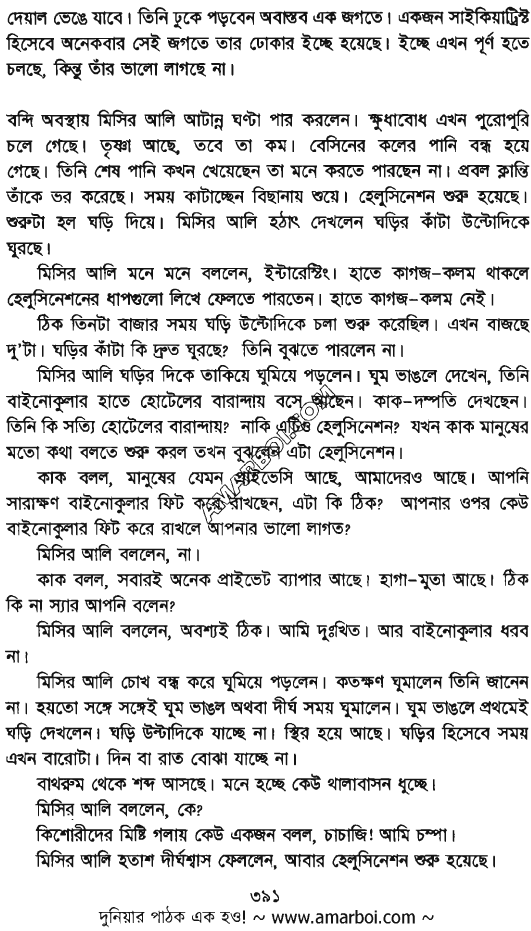 দেয়াল ভেঙে যাবে। তিনি ঢুকে পড়বেন অবাস্তব এক জগতে। একজন সাইকিয়াট্রিস্ট
হিসেবে অনেকবার সেই জগতে তার ঢোকার ইচ্ছে হয়েছে। ইচ্ছে এখন পূর্ণ হতে
চলছে, কিন্তু তাঁর ভালো লাগছে না।
বন্দি অবস্থায় মিসির আলি আটান্ন ঘণ্টা পার করলেন। ক্ষুধাবোধ এখন পুরোপুরি
চলে গেছে। তৃষ্ণা আছে, তবে তা কম। বেসিনের কলের পানি বন্ধ হয়ে
গেছে। তিনি শেষ পানি কখন খেয়েছেন তা মনে করতে পারছেন না। প্রবল ক্লান্তি
তাঁকে ভর করেছে। সময় কাটাচ্ছেন বিছানায় শুয়ে। হেলুসিনেশন শুরু হয়েছে।
শুরুটা হল ঘড়ি দিয়ে। মিসির আলি হঠাৎ দেখলেন ঘড়ির কাঁটা উল্টোদিকে
ঘুরছে।
মিসির আলি মনে মনে বললেন, ইন্টারেস্টিং। হাতে কাগজ-কলম থাকলে
হেলুসিনেশনের ধাপগুলো লিখে ফেলতে পারতেন। হাতে কাগজ-কলম নেই।
ঠিক তিনটা বাজার সময় ঘড়ি উল্টোদিকে চলা শুরু করেছিল। এখন বাজছে
দু'টা। ঘড়ির কাঁটা কি দ্রুত ঘুরছে? তিনি বুঝতে পারলেন না।
মিসির আলি ঘড়ির দিকে তাকিয়ে ঘুমিয়ে পড়লেন। ঘুম ভাঙলে দেখেন, তিনি
বাইনোকুলার হাতে হোটেলের বারান্দায় বসে আছেন। কাক-দম্পতি দেখছেন।
তিনি কি সত্যি হোটেলের বারান্দায়? নাকি এটিও হেলুসিনেশন? যখন কাক মানুষের
মতো কথা বলতে শুরু করল তখন বুঝলেন এটা হেলুসিনেশন।
কাক বলল, মানুষের যেমন প্রাইভেসি আছে, আমাদেরও আছে। আপনি
সারাক্ষণ বাইনোকুলার ফিট করে রাখছেন, এটা কি ঠিক? আপনার ওপর কেউ
বাইনোকুলার ফিট করে রাখলে আপনার ভালো লাগত?
মিসির আলি বললেন, না।
কাক বলল, সবারই অনেক প্রাইভেট ব্যাপার আছে। হাগা-মুতা আছে। ঠিক
কি না স্যার আপনি বলেন?
মিসির আলি বললেন, অবশ্যই ঠিক। আমি দুঃখিত। আর বাইনোকুলার ধরব
না।
মিসির আলি চোখ বন্ধ করে ঘুমিয়ে পড়লেন। কতক্ষণ ঘুমালেন তিনি জানেন
না। হয়তো সঙ্গে সঙ্গেই ঘুম ভাঙল অথবা দীর্ঘ সময় ঘুমালেন। ঘুম ভাঙলে প্রথমেই
ঘড়ি দেখলেন। ঘড়ি উল্টাদিকে যাচ্ছে না। স্থির হয়ে আছে। ঘড়ির হিসেবে সময়
এখন বারোটা। দিন বা রাত বোঝা যাচ্ছে না।
বাথরুম থেকে শব্দ আসছে। মনে হচ্ছে কেউ থালাবাসন ধুচ্ছে।
মিসির আলি বললেন, কে?
কিশোরীদের মিষ্টি গলায় কেউ একজন বলল, চাচাজি! আমি চম্পা।
মিসির আলি হতাশ দীর্ঘশ্বাস ফেললেন, আবার হেলুসিনেশন শুরু হয়েছে।
৩৯১
দুনিয়ার পাঠক এক হও! ~ www.amarboi.com ~
AMARBOI.COM